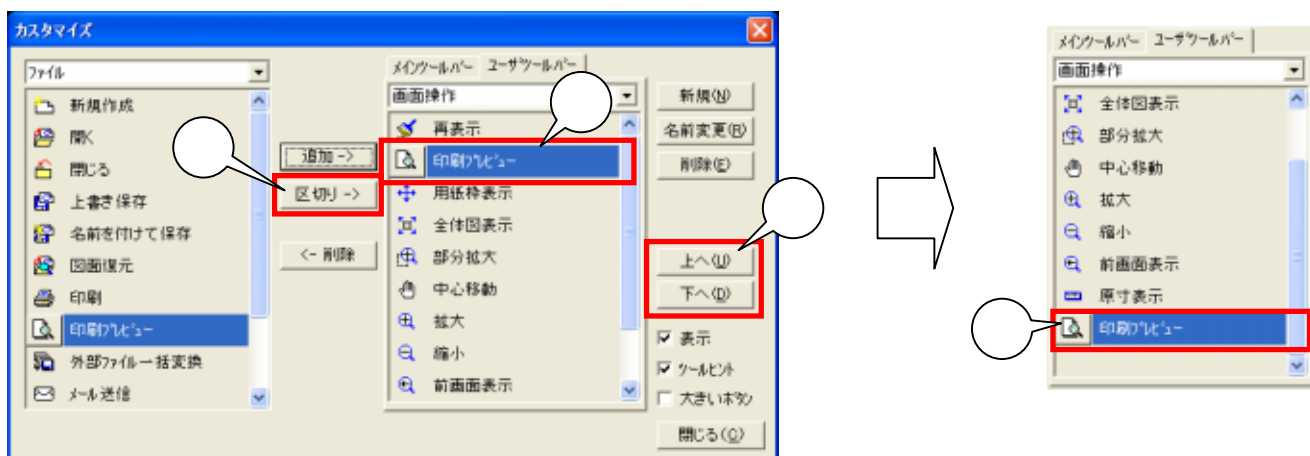 カスタマイズ
ファイル
新規作成
開く
閉じる
上書き保存
名前を付けて保存
図面復元
印刷
印刷プレビュー
外部ファイル一括変換
メール送信
追加 ->
区切り ->
<- 削除
メインツールバー ユーザツールバー
画面操作
再表示
印刷プレビュー
用紙枠表示
全体図表示
部分拡大
中心移動
拡大
縮小
前画面表示
新規(N)
名前変更(R)
削除(E)
上へ(U)
下へ(D)
表示
ツールヒント
大きいボタン
閉じる(C)
メインツールバー ユーザツールバー
画面操作
全体図表示
部分拡大
中心移動
拡大
縮小
前画面表示
原寸表示
印刷プレビュー